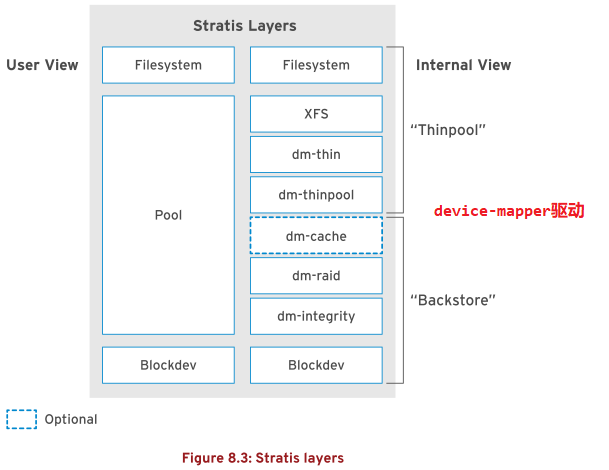 Stratis Layers
User View
Filesystem
Filesystem
Internal View
Pool
XFS
dm-thin
dm-thinpool
dm-cache
dm-raid
dm-integrity
“Thinpool”
device-mapper驱动
“Backstore”
Blockdev
Blockdev
Optional
Figure 8.3: Stratis layers